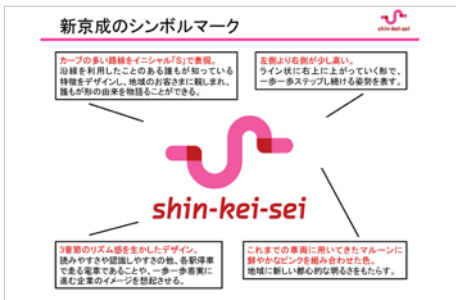 新京成のシンボルマーク
shin-kei-sei
カーブの多い路線をイニシャル「S」で表現。
沿線を利用したことのある誰もが知っている
特徴をデザインし、地域のお客さまに親しまれ、
誰もが形の由来を物語ることができる。
左側より右側が少し高い。
ライン状に右上に上がっていく形で、
一歩一歩ステップし続ける姿勢を表す。
shin-kei-sei
3音節のリズム感を生かしたデザイン。
読みやすさや認識しやすさの他、各駅停車
で走る電車であることや、一歩一歩着実に
進む企業のイメージを想起させる。
これまでの車両に用いてきたマルーンに
鮮やかなピンクを組み合わせた色。
地域に新しい都心的な明るさをもたらす。